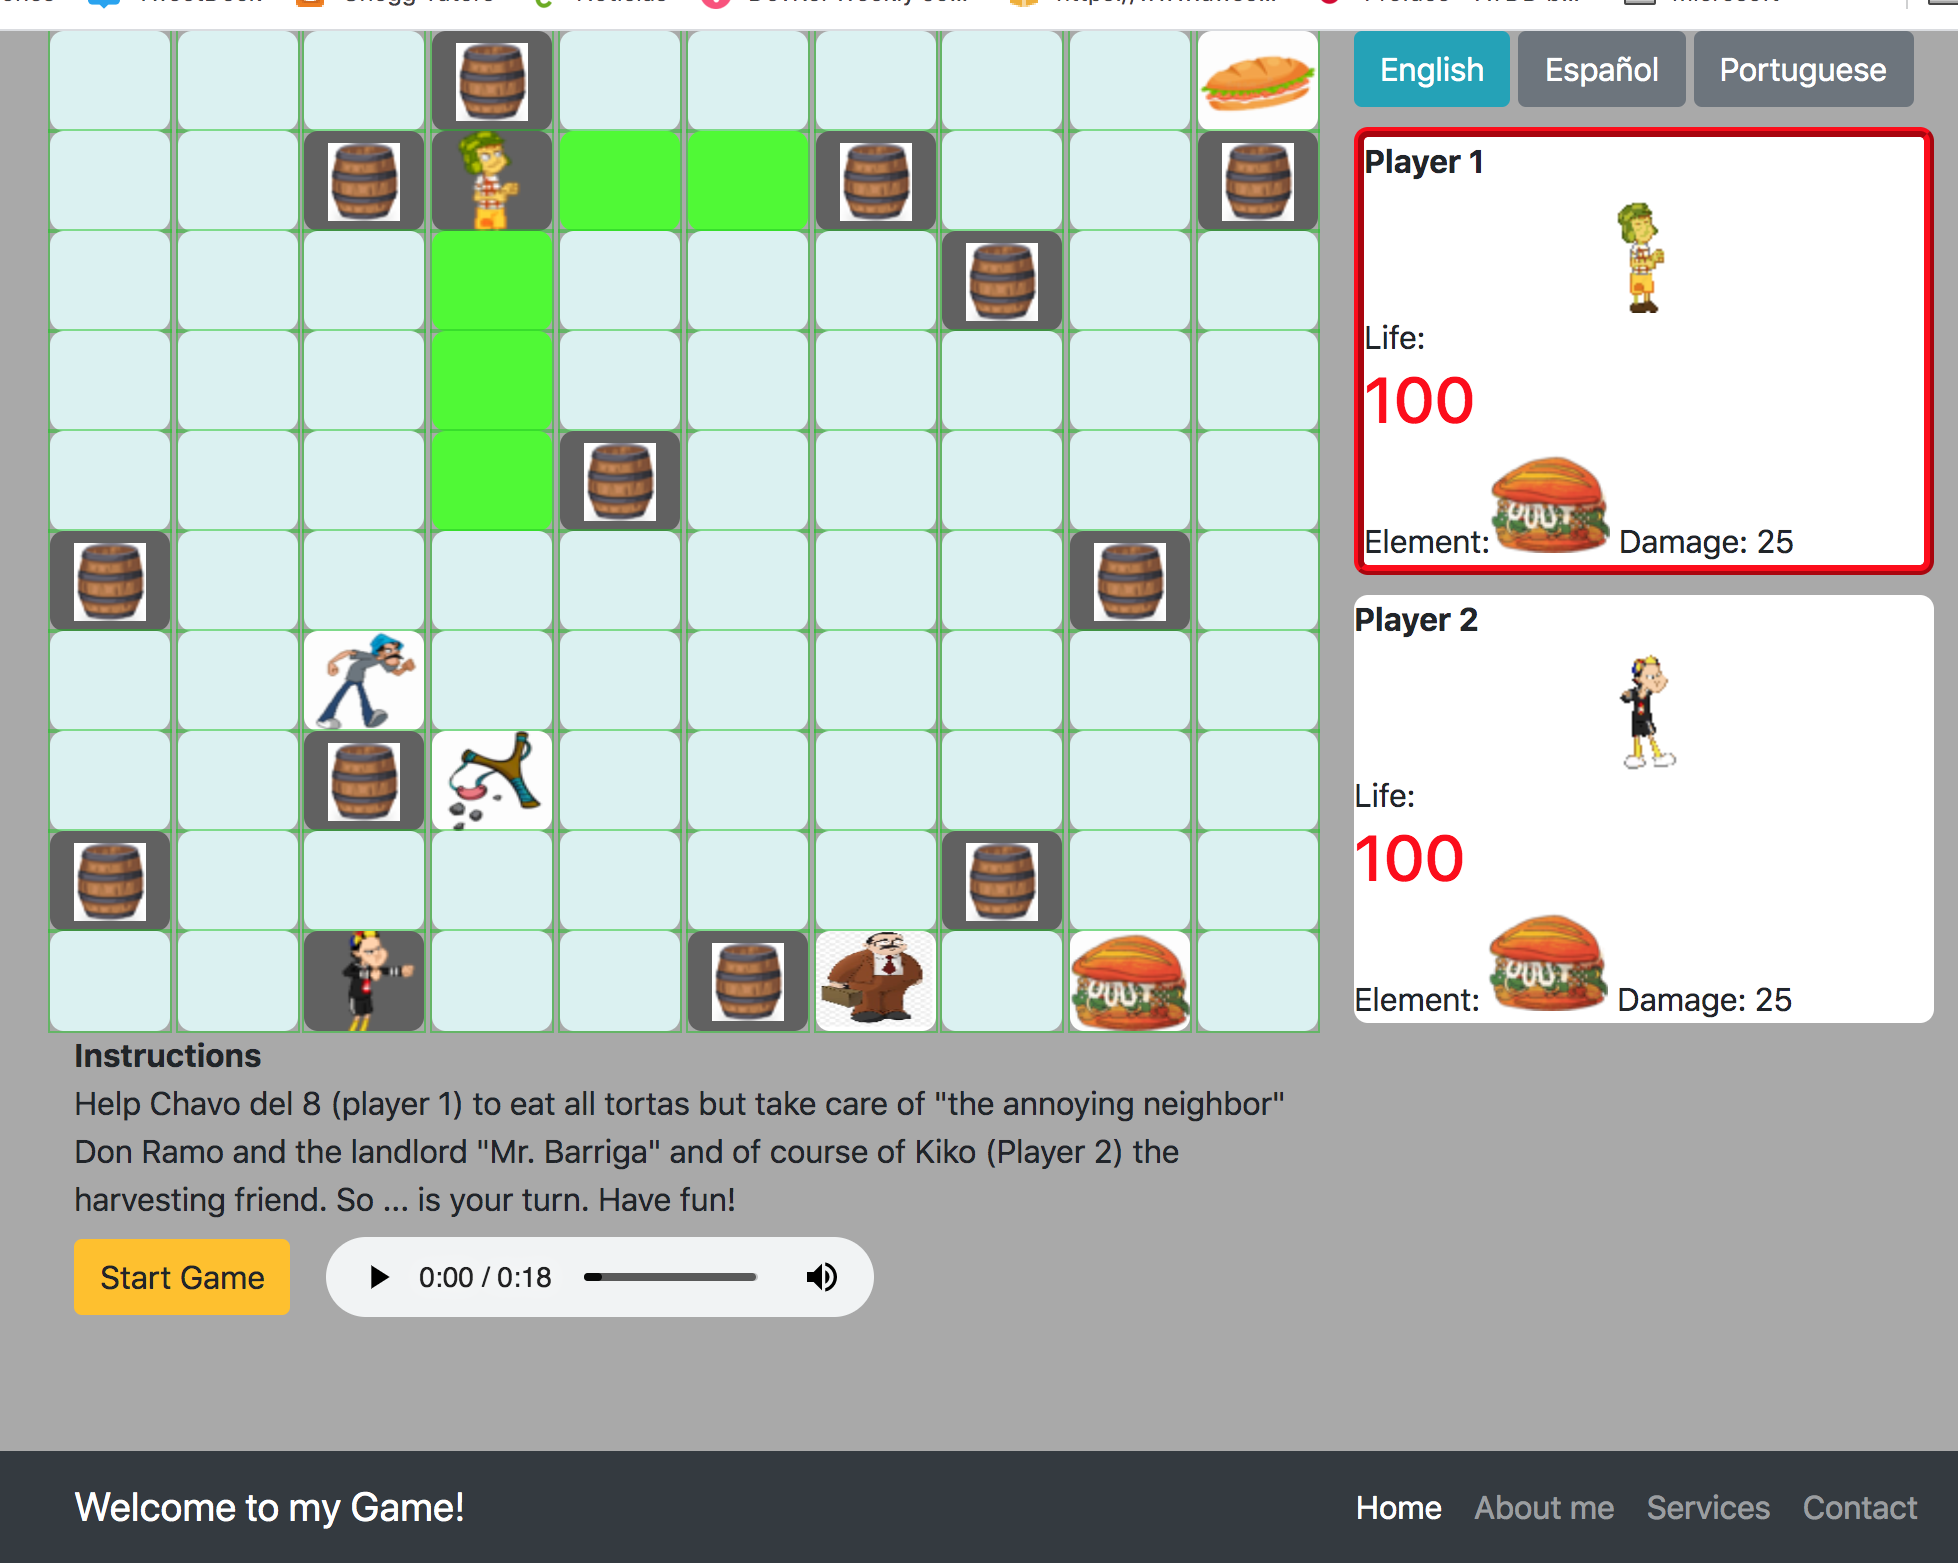 English Español Portuguese
Player 1
Life:
100
Element: Damage: 25
Player 2
Life:
100
Element: Damage: 25
Instructions
Help Chavo del 8 (player 1) to eat all tortas but take care of "the annoying neighbor"
Don Ramo and the landlord "Mr. Barriga" and of course of Kiko (Player 2) the
harvesting friend. So ... is your turn. Have fun!
Start Game
0:00 / 0:18
Welcome to my Game!
Home About me Services Contact